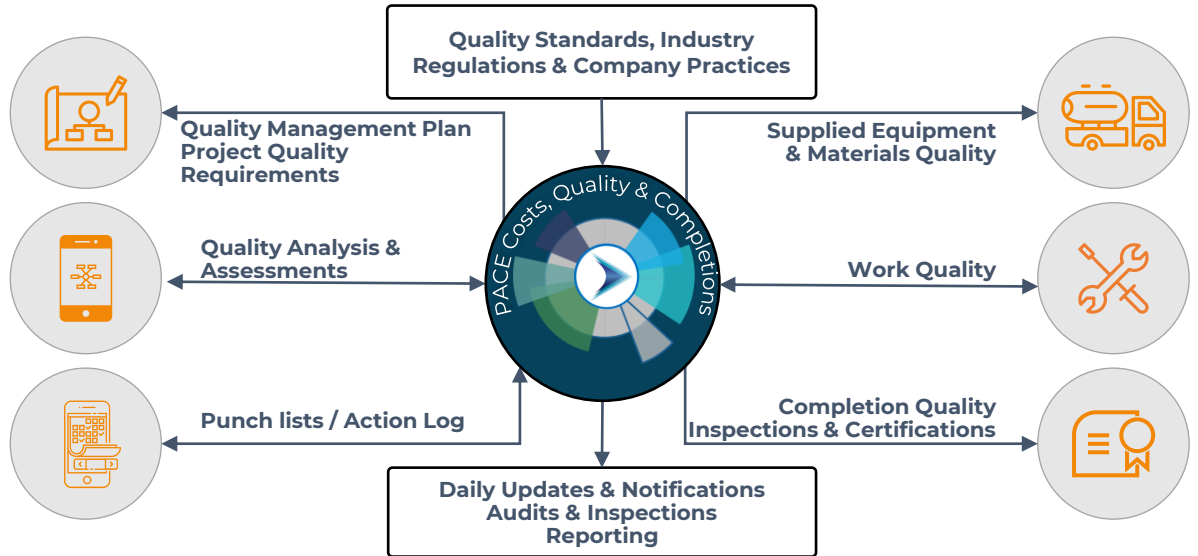 Quality Standards, Industry
Regulations & Company Practices
Quality Management Plan
Project Quality
Requirements
Supplied Equipment
& Materials Quality
PACE Costs, Quality & Completions
Quality Analysis &
Assessments
Work Quality
Punch lists / Action Log
Completion Quality
Inspections & Certifications
Daily Updates & Notifications
Audits & Inspections
Reporting